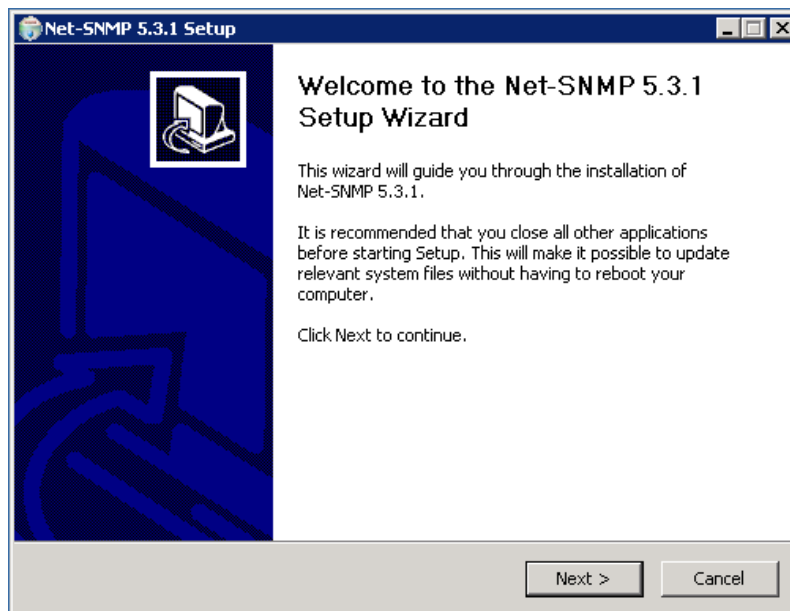 Net-SNMP 5.3.1 Setup
Welcome to the Net-SNMP 5.3.1
Setup Wizard
This wizard will guide you through the installation of
Net-SNMP 5.3.1.
It is recommended that you close all other applications
before starting Setup. This will make it possible to update
relevant system files without having to reboot your
computer.
Click Next to continue.
Next >
Cancel